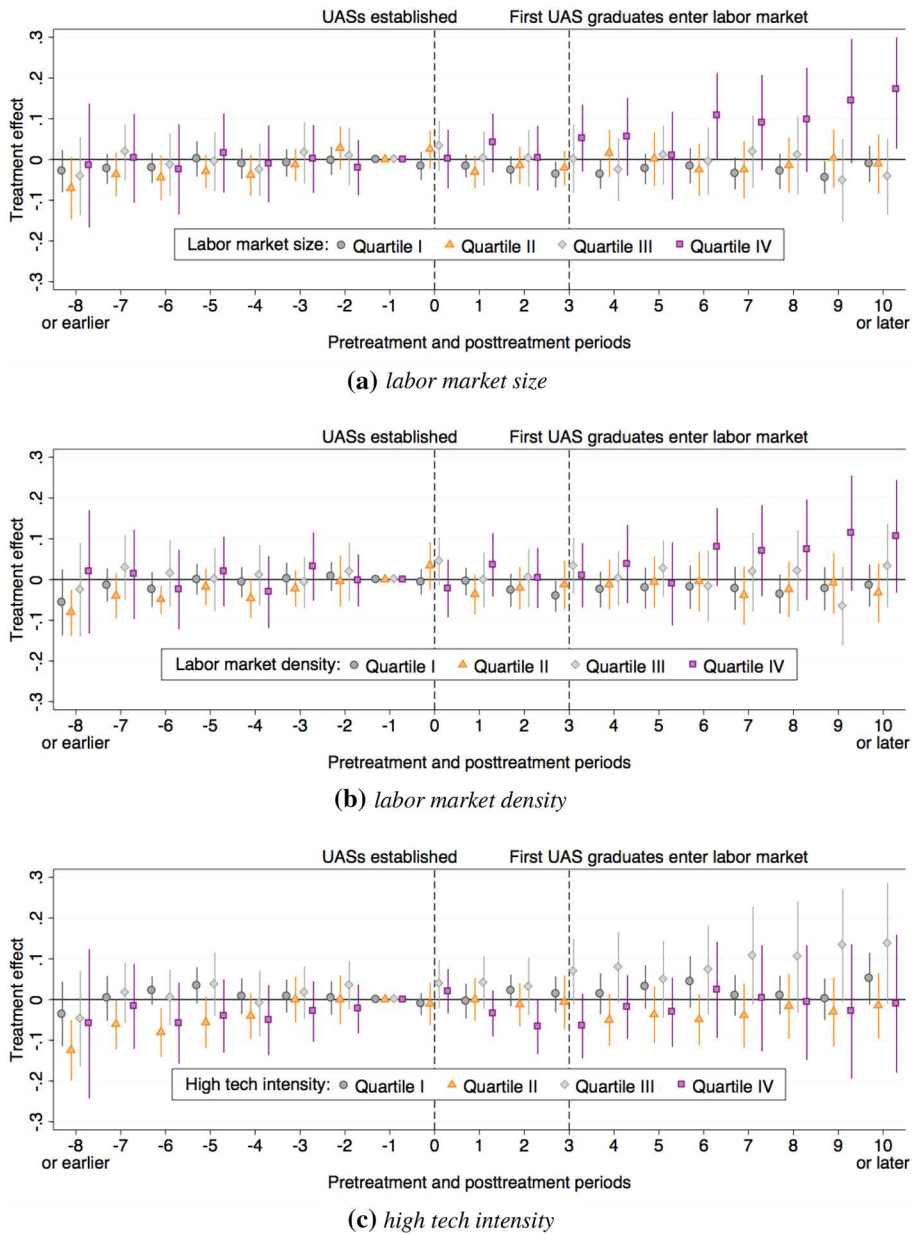 UASs established First UAS graduates enter labor market
.3
.2
.1
0
-.1
-.2
-.3
Treatment effect
Labor market size: Quartile I Quartile II Quartile III Quartile IV
-8 -7 -6 -5 -4 -3 -2 -1 0 1 2 3 4 5 6 7 8 9 10
or earlier or later
Pretreatment and posttreatment periods
(a) labor market size
UASs established First UAS graduates enter labor market
.3
.2
.1
0
-.1
-.2
-.3
Treatment effect
Labor market density: Quartile I Quartile II Quartile III Quartile IV
-8 -7 -6 -5 -4 -3 -2 -1 0 1 2 3 4 5 6 7 8 9 10
or earlier or later
Pretreatment and posttreatment periods
(b) labor market density
UASs established First UAS graduates enter labor market
.3
.2
.1
0
-.1
-.2
-.3
Treatment effect
High tech intensity: Quartile I Quartile II Quartile III Quartile IV
-8 -7 -6 -5 -4 -3 -2 -1 0 1 2 3 4 5 6 7 8 9 10
or earlier or later
Pretreatment and posttreatment periods
(c) high tech intensity